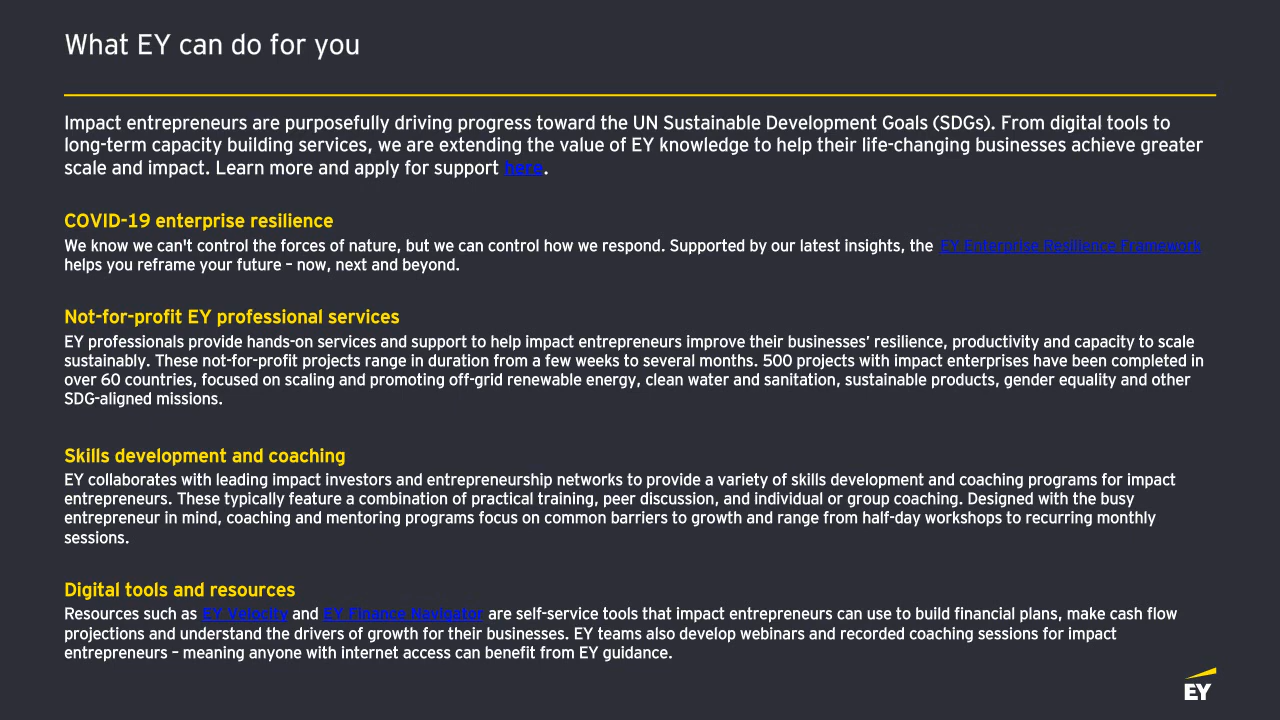 What EY can do for you
Impact entrepreneurs are purposefully driving progress toward the UN Sustainable Development Goals (SDGs). From digital tools to
long-term capacity building services, we are extending the value of EY knowledge to help their life-changing businesses achieve greater
scale and impact. Learn more and apply for support here.
COVID-19 enterprise resilience
We know we can't control the forces of nature, but we can control how we respond. Supported by our latest insights, the EY Enterprise Resilience Framework
helps you reframe your future – now, next and beyond.
Not-for-profit EY professional services
EY professionals provide hands-on services and support to help impact entrepreneurs improve their businesses’ resilience, productivity and capacity to scale
sustainably. These not-for-profit projects range in duration from a few weeks to several months. 500 projects with impact enterprises have been completed in
over 60 countries, focused on scaling and promoting off-grid renewable energy, clean water and sanitation, sustainable products, gender equality and other
SDG-aligned missions.
Skills development and coaching
EY collaborates with leading impact investors and entrepreneurship networks to provide a variety of skills development and coaching programs for impact
entrepreneurs. These typically feature a combination of practical training, peer discussion, and individual or group coaching. Designed with the busy
entrepreneur in mind, coaching and mentoring programs focus on common barriers to growth and range from half-day workshops to recurring monthly
sessions.
Digital tools and resources
Resources such as EY Velocity and EY Finance Navigator are self-service tools that impact entrepreneurs can use to build financial plans, make cash flow
projections and understand the drivers of growth for their businesses. EY teams also develop webinars and recorded coaching sessions for impact
entrepreneurs – meaning anyone with internet access can benefit from EY guidance.
EY